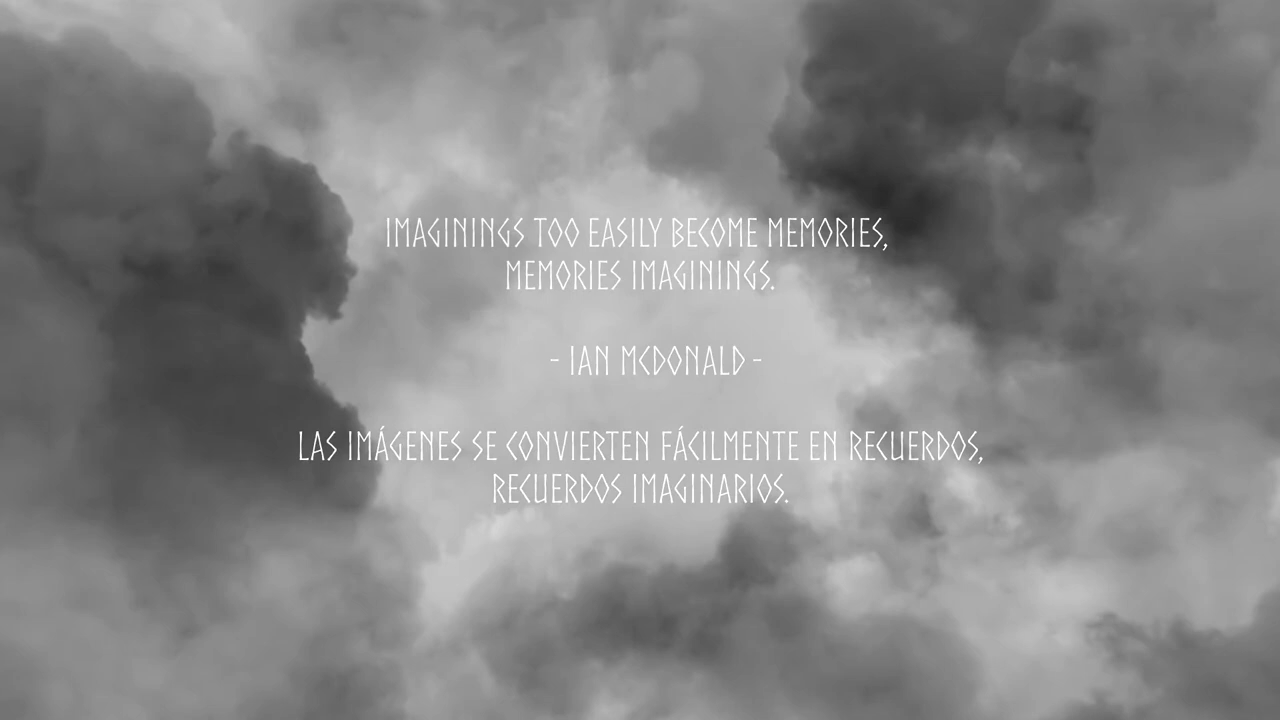 IMAGININGS TOO EASILY BECOME MEMORIES,
MEMORIES IMAGININGS.
- IAN MCDONALD -
LAS IMÁGENES SE CONVIERTEN FÁCILMENTE EN RECUERDOS,
RECUERDOS IMAGINARIOS.